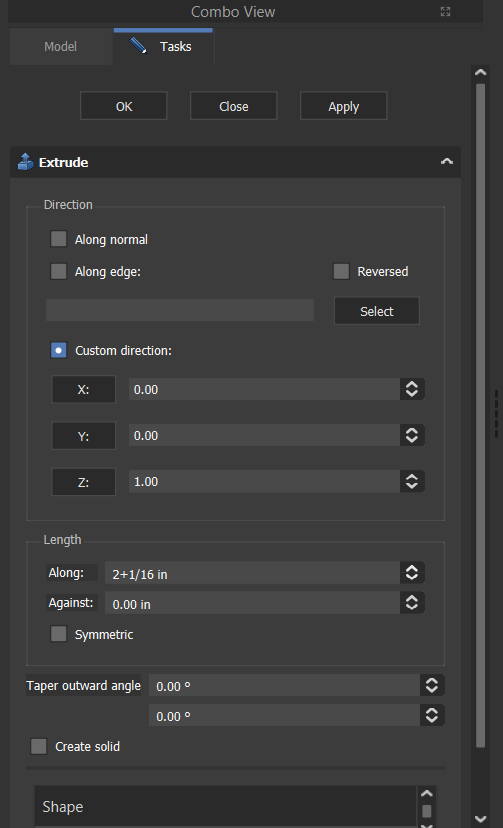 Combo View
Model
Tasks
OK
Close
Apply
Extrude
Direction
Along normal
Along edge:
Reversed
Select
Custom direction:
X:
0.00
Y:
0.00
Z:
1.00
Length
Along:
2+1/16 in
Against:
0.00 in
Symmetric
Taper outward angle
0.00 °
0.00 °
Create solid
Shape